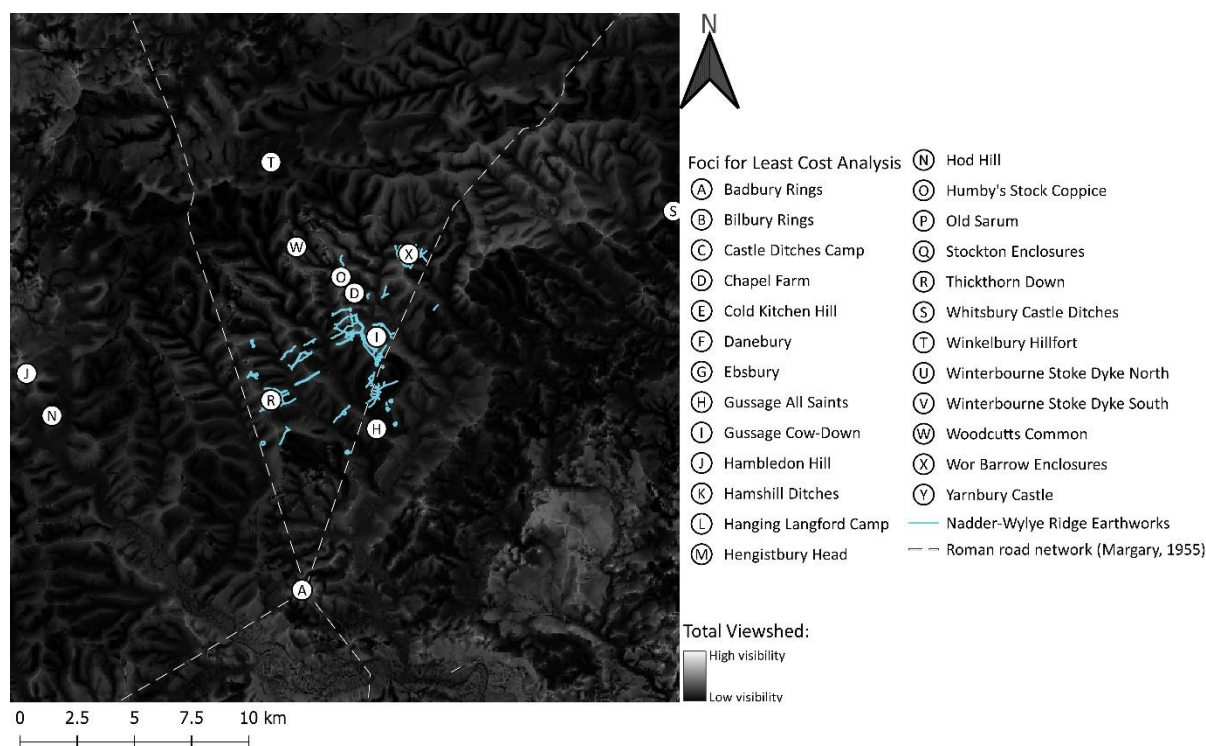 N
T
S
W
X
O
D
I
J
R
N
H
A
Foci for Least Cost Analysis
A Badbury Rings
B Bilbury Rings
C Castle Ditches Camp
D Chapel Farm
E Cold Kitchen Hill
F Danebury
G Ebsbury
H Gussage All Saints
I Gussage Cow-Down
J Hambledon Hill
K Hamshill Ditches
L Hanging Langford Camp
M Hengistbury Head
N Hod Hill
O Humby's Stock Coppice
P Old Sarum
Q Stockton Enclosures
R Thickthorn Down
S Whitsbury Castle Ditches
T Winkelbury Hillfort
U Winterbourne Stoke Dyke North
V Winterbourne Stoke Dyke South
W Woodcutts Common
X Wor Barrow Enclosures
Y Yarnbury Castle
Nadder-Wylye Ridge Earthworks
Roman road network (Margary, 1955)
Total Viewshed:
High visibility
Low visibility
0 2.5 5 7.5 10 km